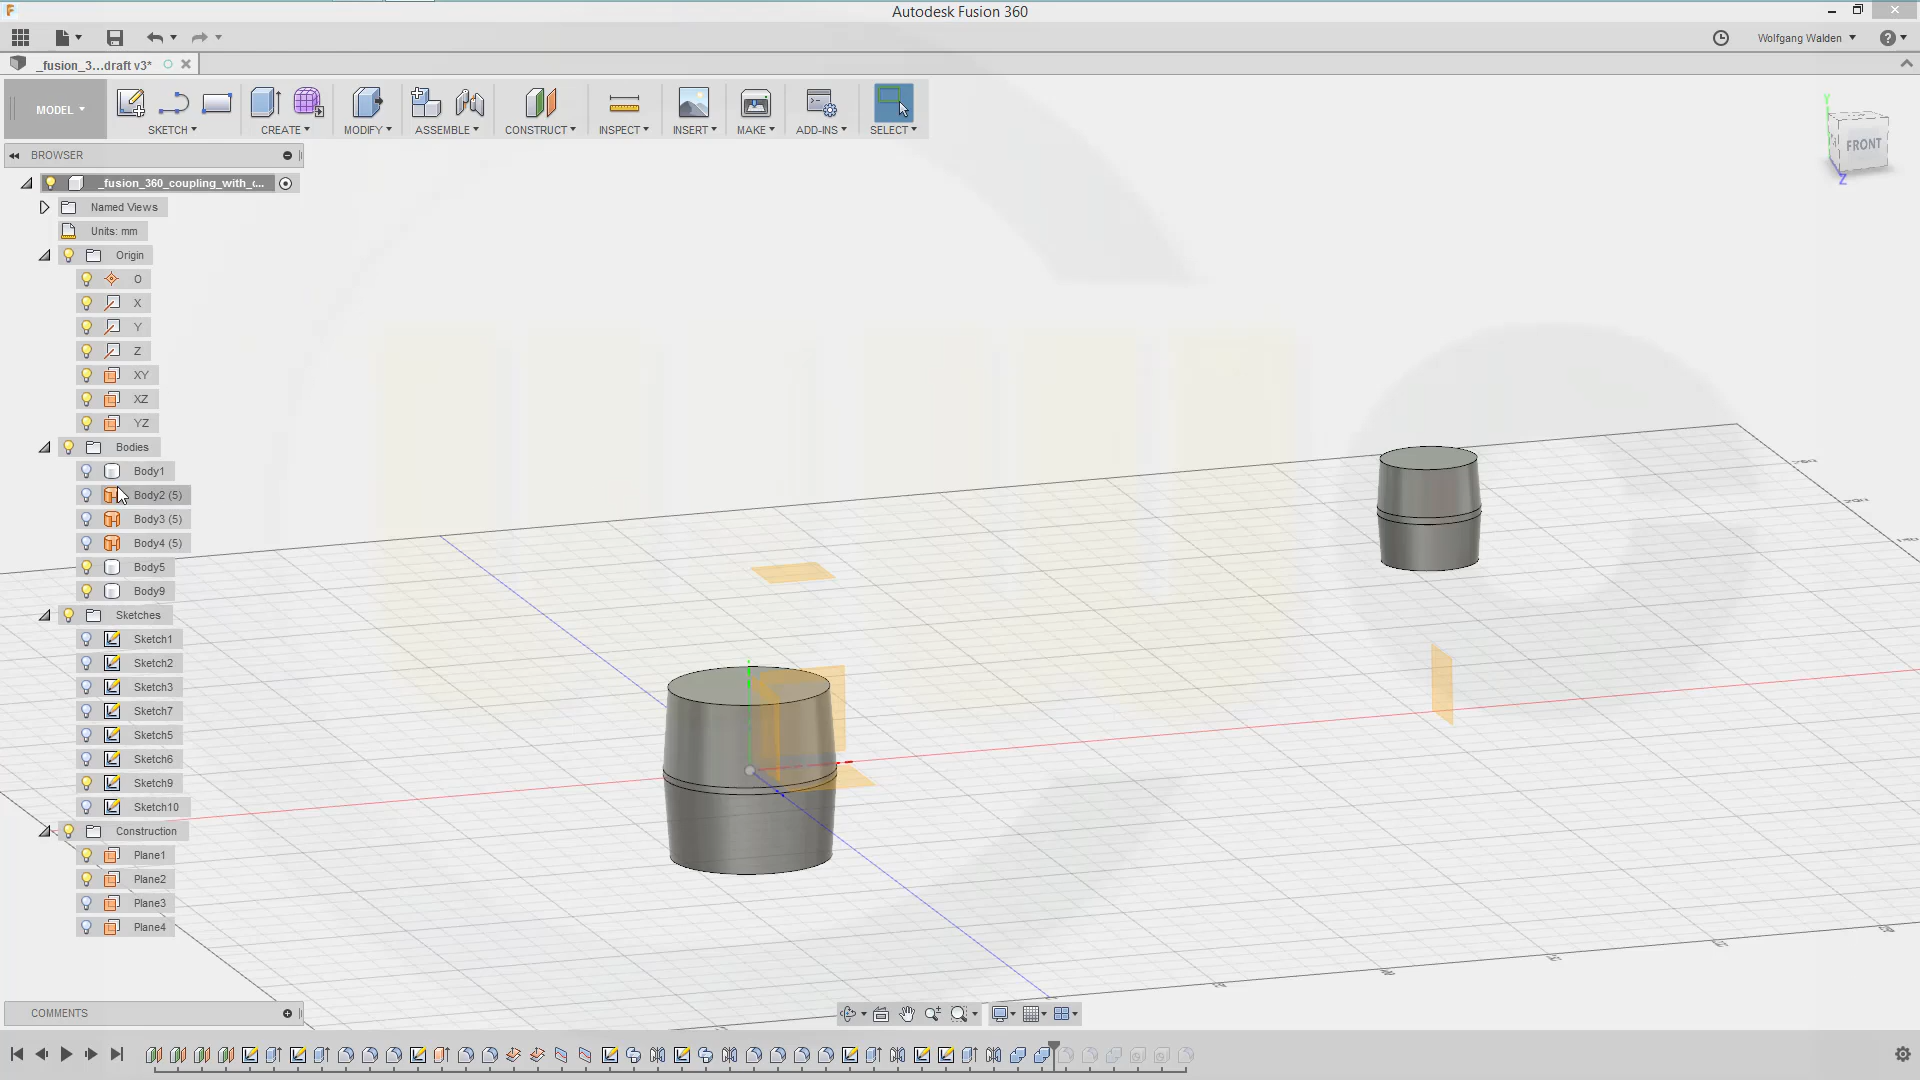 Autodesk Fusion 360
Wolfgang Walden
_fusion_3...draft v3*
MODEL
SKETCH
CREATE
MODIFY
ASSEMBLE
CONSTRUCT
INSPECT
INSERT
MAKE
ADD-INS
SELECT
BROWSER
Y
FRONT
Z
_fusion_360_coupling_with_c...
Named Views
Units: mm
Origin
O
X
Y
Z
XY
XZ
YZ
Bodies
Body1
Body2 (5)
Body3 (5)
Body4 (5)
Body5
Body9
Sketches
Sketch1
Sketch2
Sketch3
Sketch7
Sketch5
Sketch6
Sketch9
Sketch10
Construction
Plane1
Plane2
Plane3
Plane4
COMMENTS